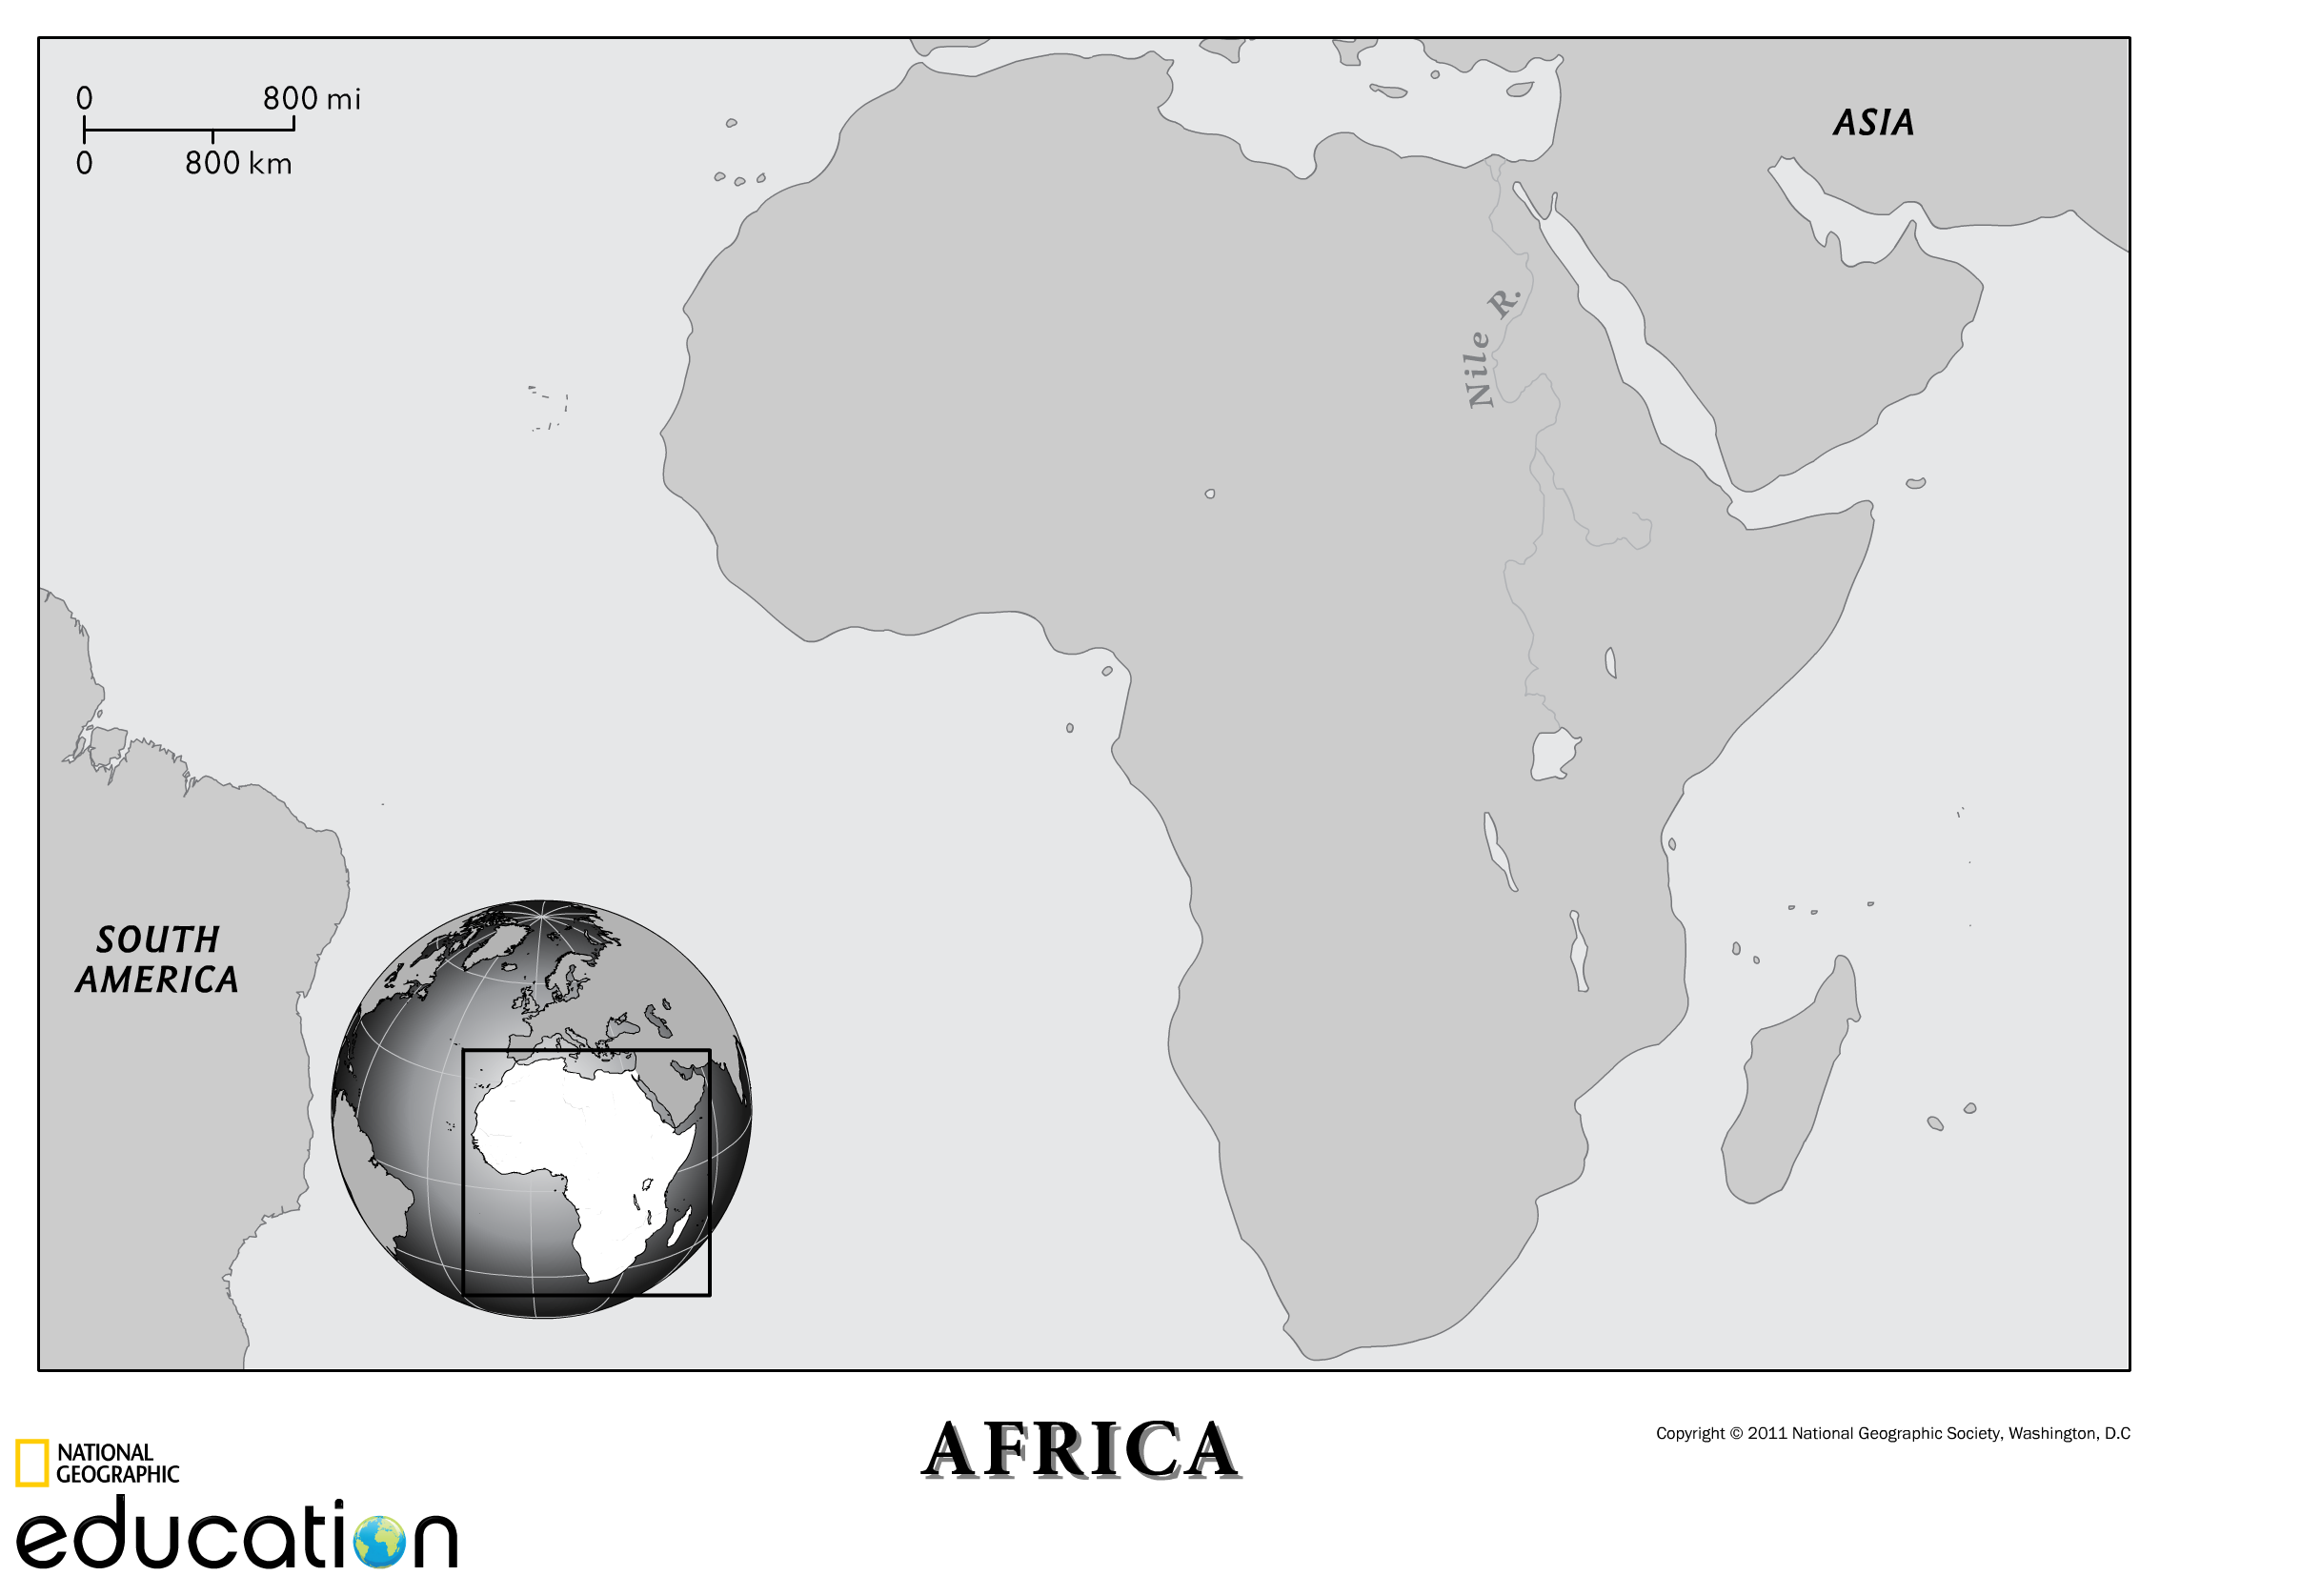 0 800 mi
0 800 km
ASIA
Nile R.
SOUTH
AMERICA
AFRICA
Copyright © 2011 National Geographic Society, Washington, D.C
NATIONAL
GEOGRAPHIC
education